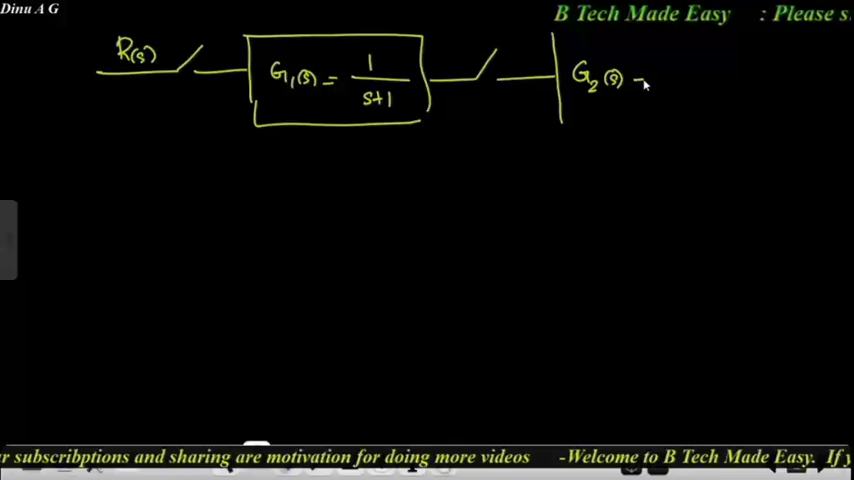 Dinu A G
B Tech Made Easy : Please s
R(s)
G1(s) = 1/(s+1)
G2(s) =
r subscribptions and sharing are motivation for doing more videos -Welcome to B Tech Made Easy. If y